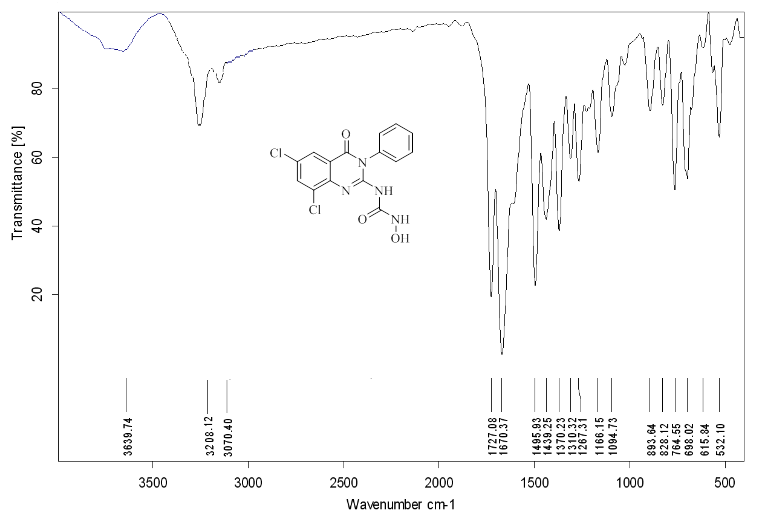 Transmittance [%]
80
60
40
20
O
Cl
N
N
NH
Cl
O
NH
OH
3639.74
3208.12
3070.40
1727.08
1670.37
1495.93
1439.25
1370.23
1310.32
1267.31
1166.15
1094.73
893.64
828.12
764.55
698.02
615.84
532.10
3500
3000
2500
2000
1500
1000
500
Wavenumber cm-1